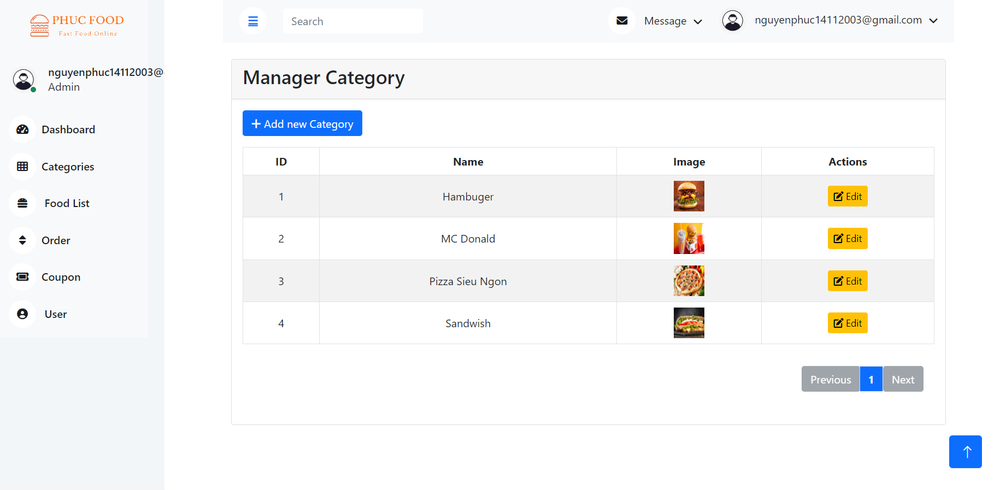 PHUC FOOD
Fast Food Online
nguyenphuc14112003@
Admin
Dashboard
Categories
Food List
Order
Coupon
User
Search
Message
nguyenphuc14112003@gmail.com
Manager Category
Add new Category
ID Name Image Actions
1 Hambuger Edit
2 MC Donald Edit
3 Pizza Sieu Ngon Edit
4 Sandwish Edit
Previous 1 Next